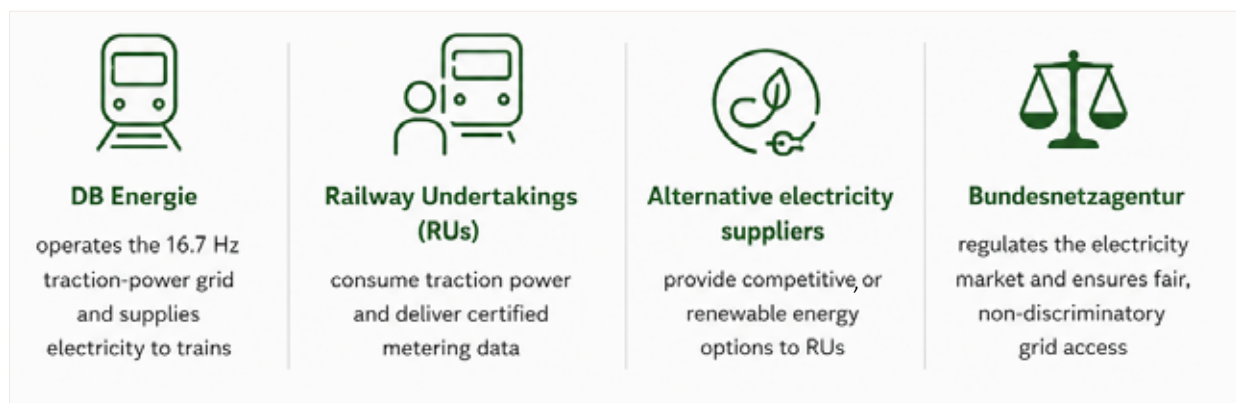 DB Energie
operates the 16.7 Hz
traction-power grid
and supplies
electricity to trains
Railway Undertakings
(RUs)
consume traction power
and deliver certified
metering data
Alternative electricity
suppliers
provide competitive, or
renewable energy
options to RUs
Bundesnetzagentur
regulates the electricity
market and ensures fair,
non-discriminatory
grid access